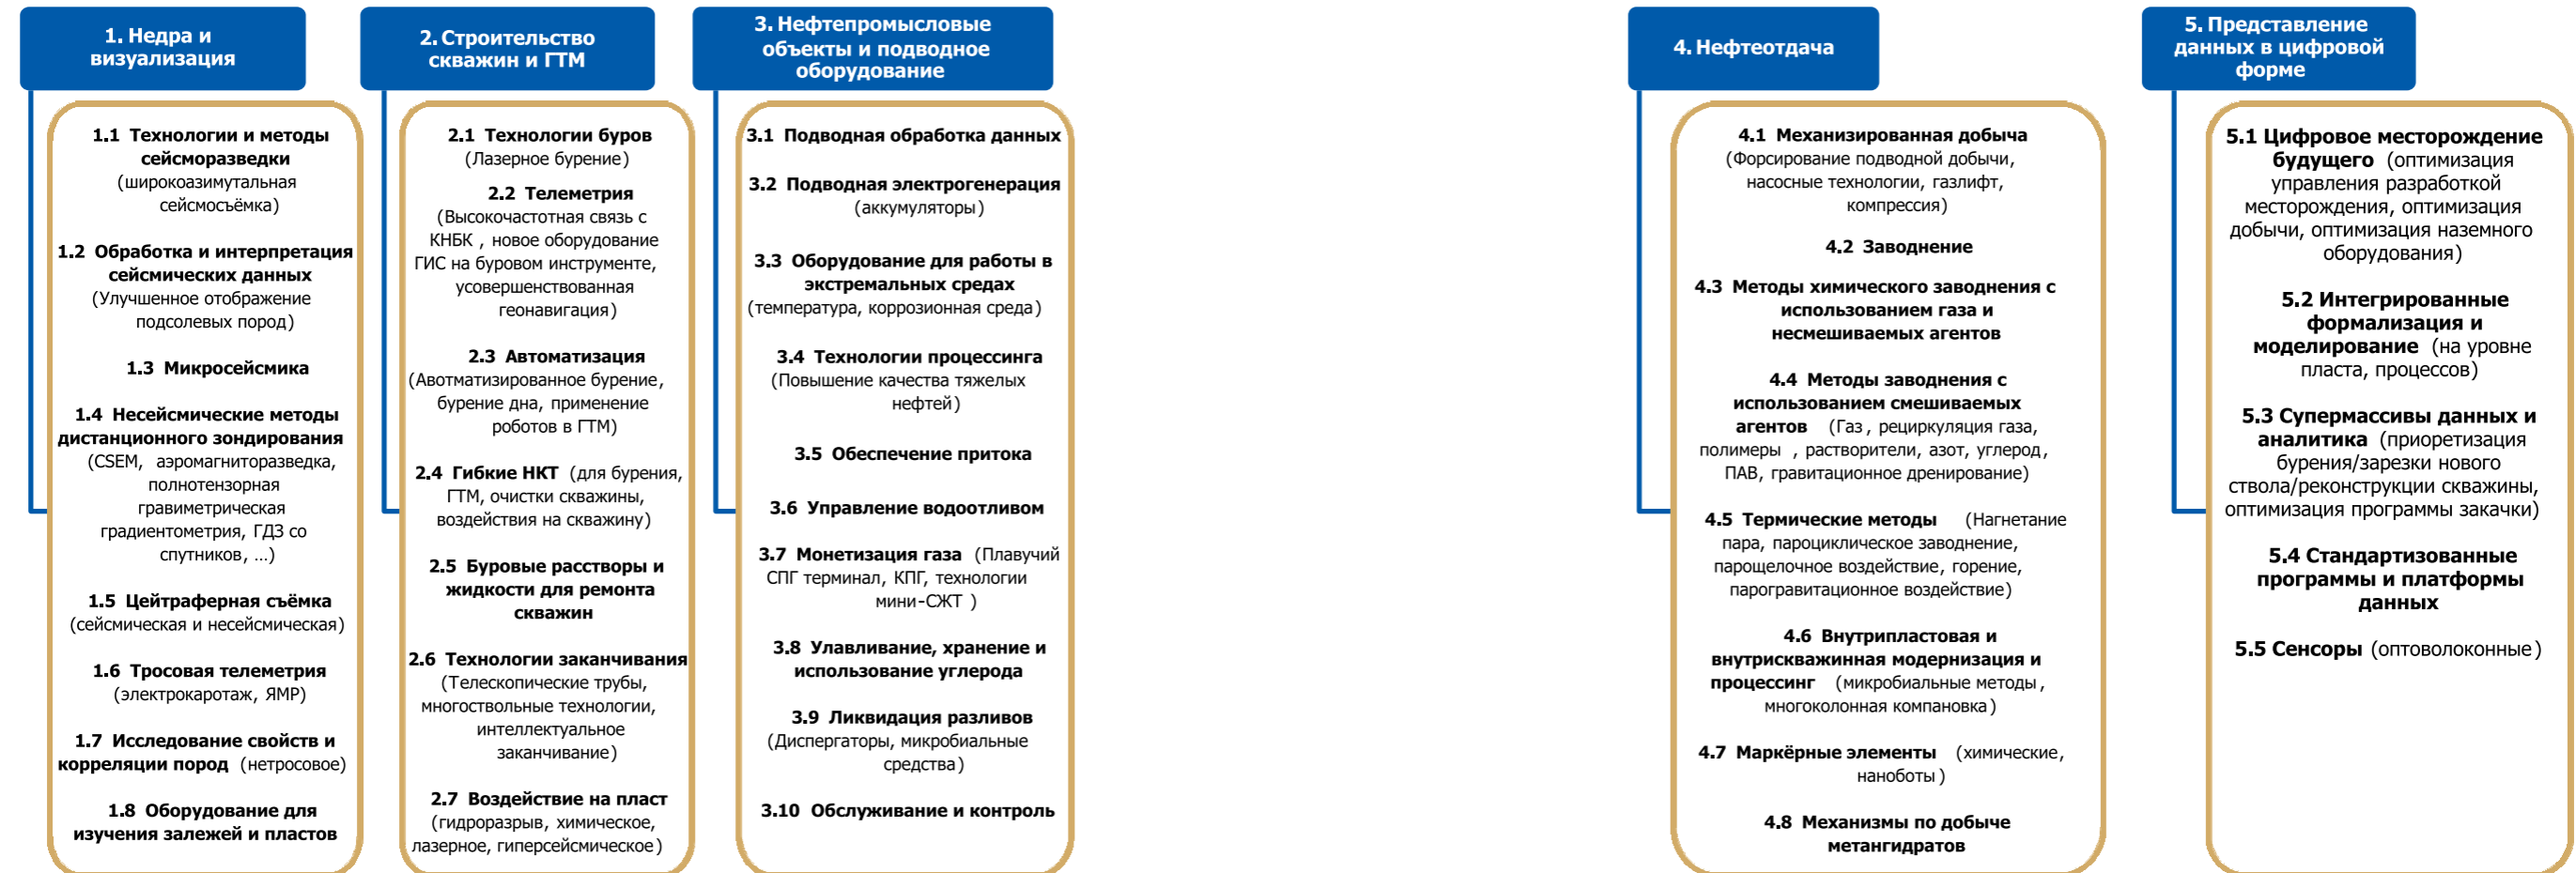 1. Недра и
визуализация
1.1 Технологии и методы
сейсморазведки
(широкоазимутальная
сейсмосъёмка)
1.2 Обработка и интерпретация
сейсмических данных
(Улучшенное отображение
подсолевых пород)
1.3 Микросейсмика
1.4 Несейсмические методы
дистанционного зондирования
(CSEM, аэромагниторазведка,
полнотензорная
гравиметрическая
градиентометрия, ГДЗ со
спутников, ...)
1.5 Цейтраферная съёмка
(сейсмическая и несейсмическая)
1.6 Тросовая телеметрия
(электрокаротаж, ЯМР)
1.7 Исследование свойств и
корреляции пород (нетросовое)
1.8 Оборудование для
изучения залежей и пластов
2. Строительство
скважин и ГТМ
2.1 Технологии буров
(Лазерное бурение)
2.2 Телеметрия
(Высокочастотная связь с
КНБК , новое оборудование
ГИС на буровом инструменте,
усовершенствованная
геонавигация)
2.3 Автоматизация
(Авотматизированное бурение,
бурение дна, применение
роботов в ГТМ)
2.4 Гибкие НКТ (для бурения,
ГТМ, очистки скважины,
воздействия на скважину)
2.5 Буровые расстворы и
жидкости для ремонта
скважин
2.6 Технологии заканчивания
(Телескопические трубы,
многоствольные технологии,
интеллектуальное
заканчивание)
2.7 Воздействие на пласт
(гидроразрыв, химическое,
лазерное, гиперсейсмическое)
3. Нефтепромысловые
объекты и подводное
оборудование
3.1 Подводная обработка данных
3.2 Подводная электрогенерация
(аккумуляторы)
3.3 Оборудование для работы в
экстремальных средах
(температура, коррозионная среда)
3.4 Технологии процессинга
(Повышение качества тяжелых
нефтей)
3.5 Обеспечение притока
3.6 Управление водоотливом
3.7 Монетизация газа (Плавучий
СПГ терминал, КПГ, технологии
мини-СЖТ )
3.8 Улавливание, хранение и
использование углерода
3.9 Ликвидация разливов
(Диспергаторы, микробиальные
средства)
3.10 Обслуживание и контроль
4. Нефтеотдача
4.1 Механизированная добыча
(Форсирование подводной добычи,
насосные технологии, газлифт,
компрессия)
4.2 Заводнение
4.3 Методы химического заводнения с
использованием газа и
несмешиваемых агентов
4.4 Методы заводнения с
использованием смешиваемых
агентов (Газ , рециркуляция газа,
полимеры , растворители, азот, углерод,
ПАВ, гравитационное дренирование)
4.5 Термические методы (Нагнетание
пара, пароциклическое заводнение,
парощелочное воздействие, горение,
парогравитационное воздействие)
4.6 Внутрипластовая и
внутрискважинная модернизация и
процессинг (микробиальные методы,
многоколонная компановка)
4.7 Маркёрные элементы (химические,
наноботы)
4.8 Механизмы по добыче
метангидратов
5. Представление
данных в цифровой
форме
5.1 Цифровое месторождение
будущего (оптимизация
управления разработкой
месторождения, оптимизация
добычи, оптимизация наземного
оборудования)
5.2 Интегрированные
формализация и
моделирование (на уровне
пласта, процессов)
5.3 Супермассивы данных и
аналитика (приоретизация
бурения/зарезки нового
ствола/реконструкции скважины,
оптимизация программы закачки)
5.4 Стандартизованные
программы и платформы
данных
5.5 Сенсоры (оптоволоконные)